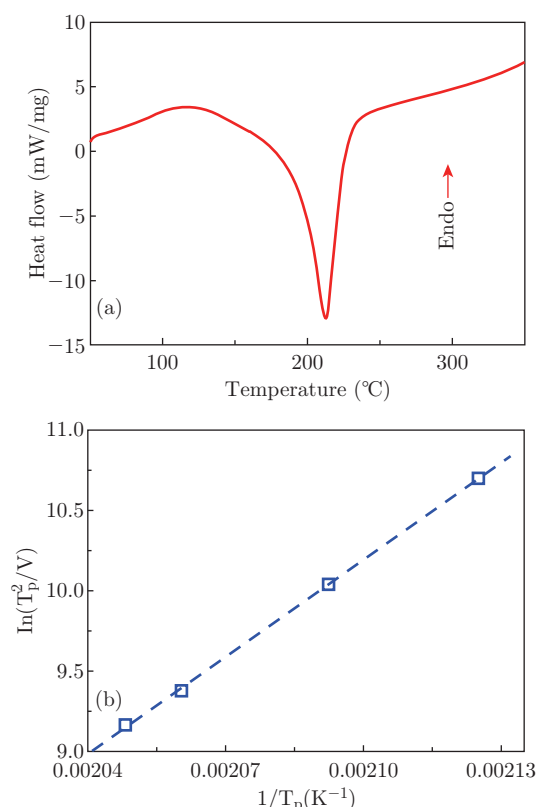 10
5
0
−5
−10
−15
Heat flow (mW/mg)
Endo
(a)
100
200
300
Temperature (℃)
11.0
10.5
10.0
9.5
9.0
In(T_p^2/V)
(b)
0.00204
0.00207
0.00210
0.00213
1/T_p(K^{−1})